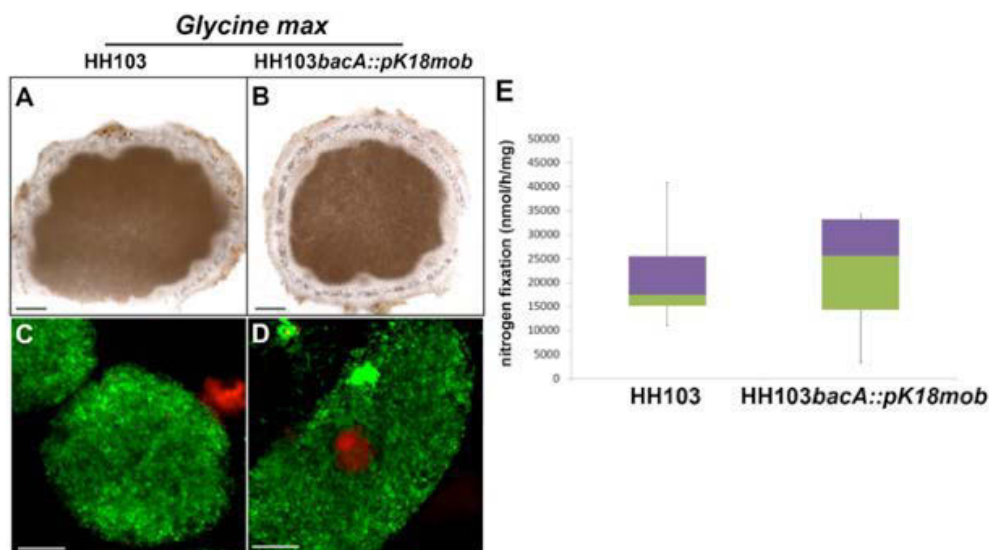 Glycine max
HH103 HH103bacA::pK18mob
A B E
C D
nitrogen fixation (nmol/h/mg)
50000
45000
40000
35000
30000
25000
20000
15000
10000
5000
0
HH103 HH103bacA::pK18mob